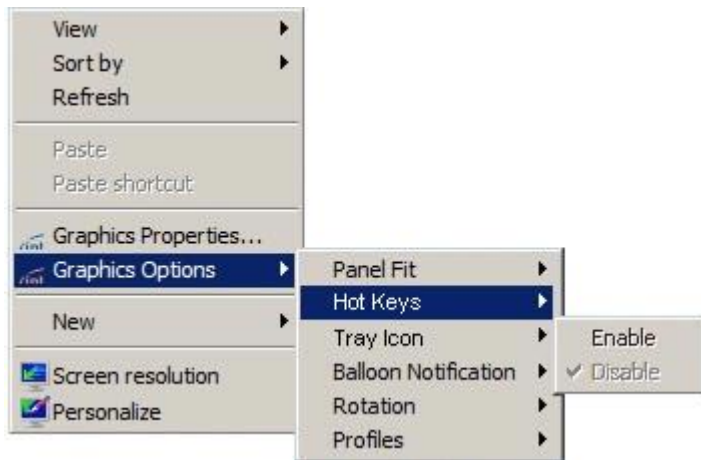 View
Sort by
Refresh
Paste
Paste shortcut
Graphics Properties...
Graphics Options
New
Screen resolution
Personalize
Panel Fit
Hot Keys
Tray Icon
Balloon Notification
Rotation
Profiles
Enable
Disable